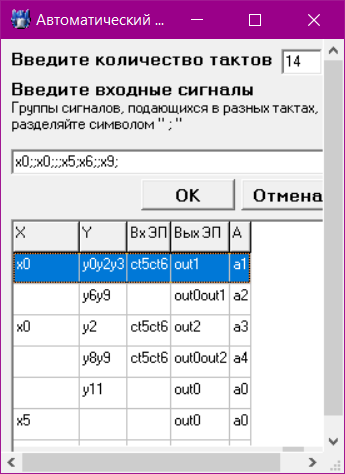 Автоматический ...
Введите количество тактов 14
Введите входные сигналы
Группы сигналов, подающихся в разных тактах,
разделяйте символом " ; "
x0;;x0;;;x5;x6;;x9;
OK Отмена
X Y Вх ЭП Вых ЭП A
x0 y0y2y3 ct5ct6 out1 a1
y6y9 out0out1 a2
x0 y2 ct5ct6 out2 a3
y8y9 ct5ct6 out0out2 a4
y11 out0 a0
x5 out0 a0